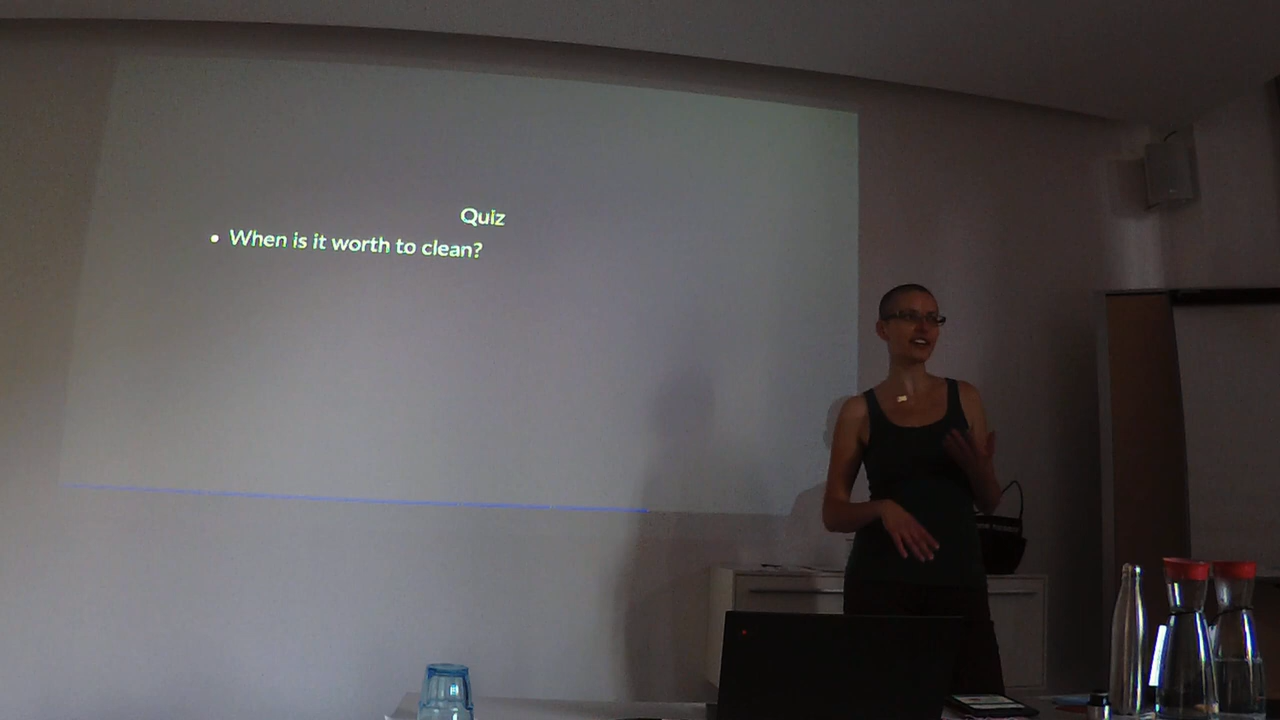 Quiz
• When is it worth to clean?